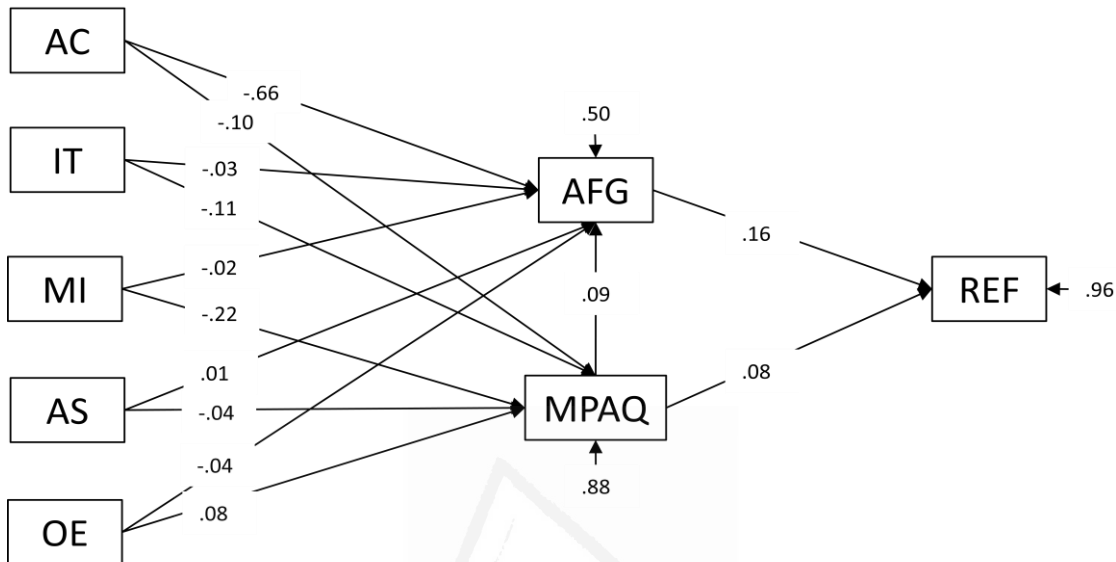 AC
-.66
-.10
.50
IT
-.03
AFG
-.11
.16
MI
-.02
.09
REF
.96
-.22
.01
.08
AS
-.04
MPAQ
-.04
.88
OE
.08